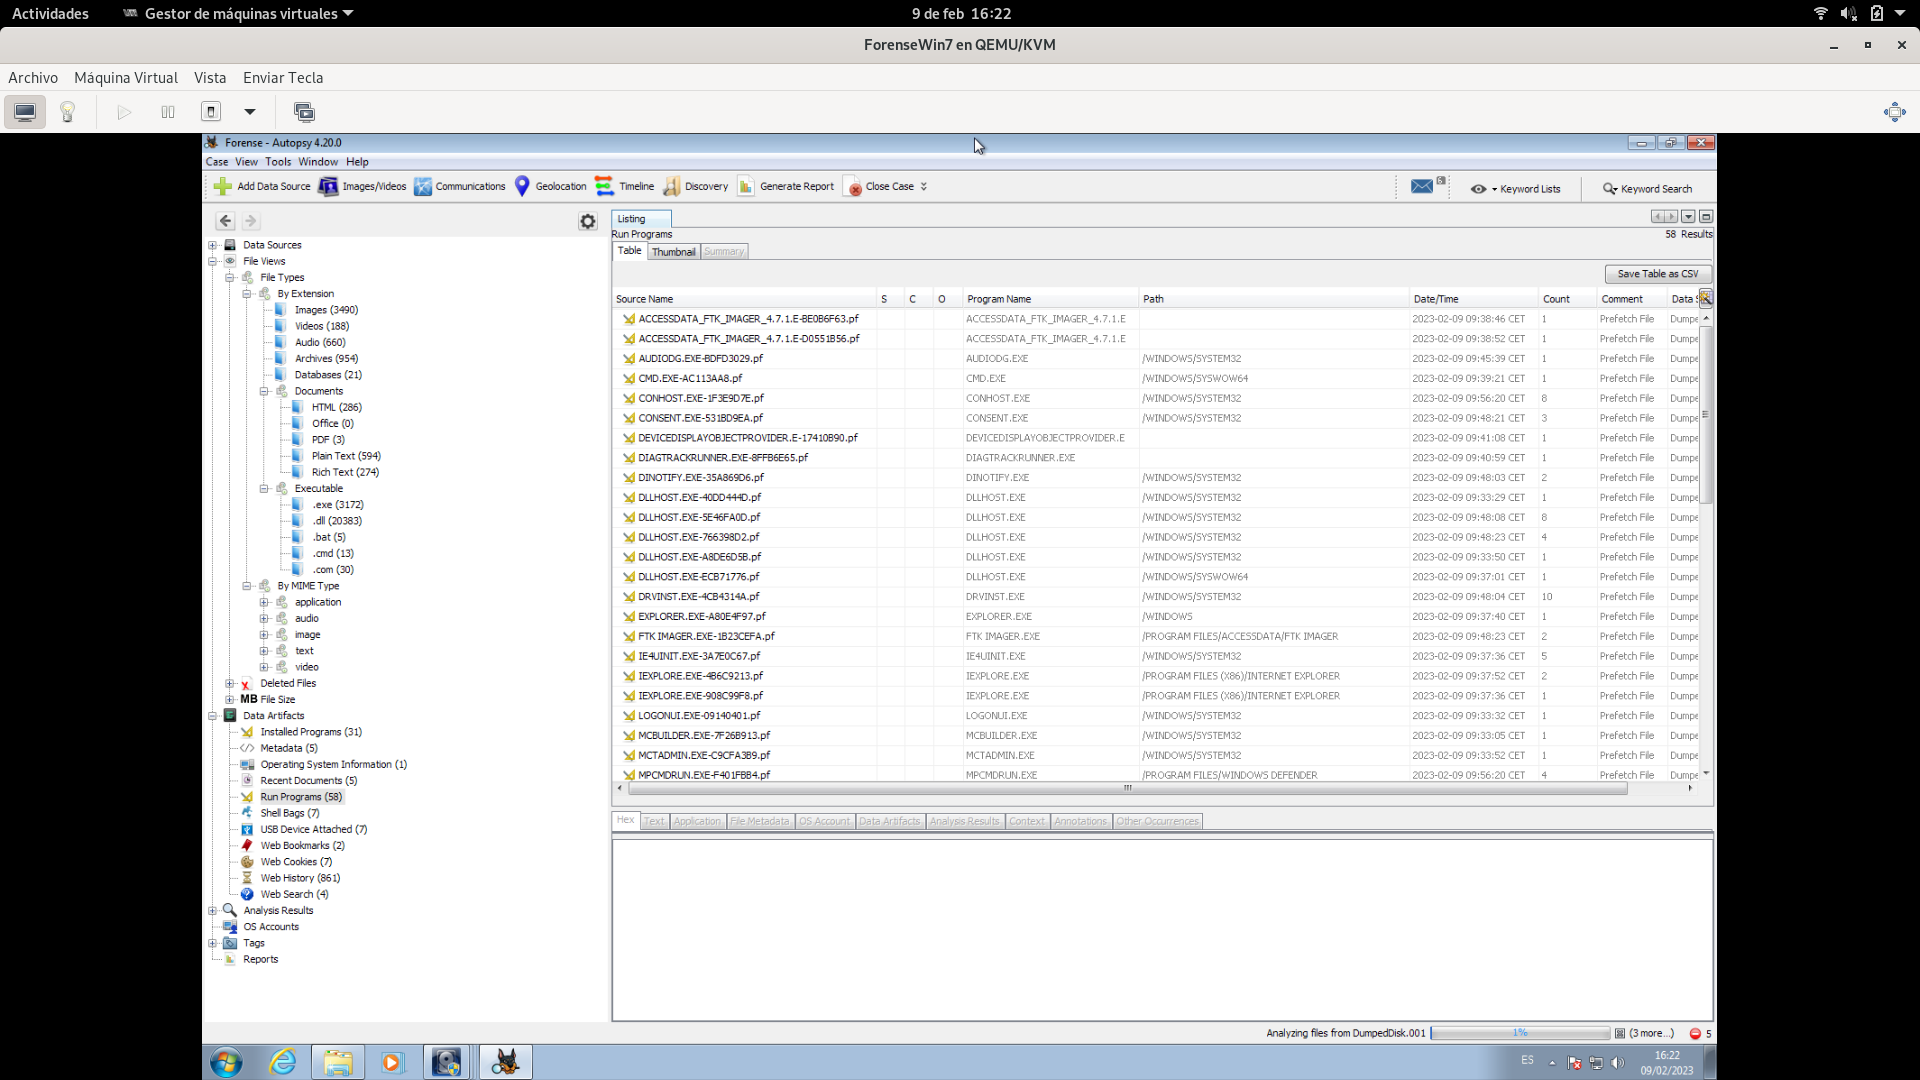 Actividades Gestor de máquinas virtuales 9 de feb 16:22
ForenseWin7 en QEMU/KVM
Archivo Máquina Virtual Vista Enviar Tecla
Forense - Autopsy 4.20.0
Case View Tools Window Help
Add Data Source Images/Videos Communications Geolocation Timeline Discovery Generate Report Close Case Keyword Lists Keyword Search
Data Sources
File Views
File Types
By Extension
Images (3490)
Videos (188)
Audio (660)
Archives (954)
Databases (21)
Documents
HTML (286)
Office (0)
PDF (3)
Plain Text (594)
Rich Text (274)
Executable
.exe (3172)
.dll (20383)
.bat (5)
.cmd (13)
.com (30)
By MIME Type
application
audio
image
text
video
Deleted Files
MB File Size
Data Artifacts
Installed Programs (31)
Metadata (5)
Operating System Information (1)
Recent Documents (5)
Run Programs (58)
Shell Bags (7)
USB Device Attached (7)
Web Bookmarks (2)
Web Cookies (7)
Web History (861)
Web Search (4)
Analysis Results
OS Accounts
Tags
Reports
Listing
Run Programs 58 Results
Table Thumbnail Summary
Save Table as CSV
Source Name S C O Program Name Path Date/Time Count Comment Data S
ACCESSDATA_FTK_IMAGER_4.7.1.E-BE0B6F63.pf ACCESSDATA_FTK_IMAGER_4.7.1.E 2023-02-09 09:38:46 CET 1 Prefetch File Dumpe
ACCESSDATA_FTK_IMAGER_4.7.1.E-D0551B56.pf ACCESSDATA_FTK_IMAGER_4.7.1.E 2023-02-09 09:38:52 CET 1 Prefetch File Dumpe
AUDIODG.EXE-BDFD3029.pf AUDIODG.EXE /WINDOWS/SYSTEM32 2023-02-09 09:45:39 CET 1 Prefetch File Dumpe
CMD.EXE-AC113AA8.pf CMD.EXE /WINDOWS/SYSWOW64 2023-02-09 09:39:21 CET 1 Prefetch File Dumpe
CONHOST.EXE-1F3E9D7E.pf CONHOST.EXE /WINDOWS/SYSTEM32 2023-02-09 09:56:20 CET 8 Prefetch File Dumpe
CONSENT.EXE-531BD9EA.pf CONSENT.EXE /WINDOWS/SYSTEM32 2023-02-09 09:48:21 CET 3 Prefetch File Dumpe
DEVICEDISPLAYOBJECTPROVIDER.E-17410B90.pf DEVICEDISPLAYOBJECTPROVIDER.E 2023-02-09 09:41:08 CET 1 Prefetch File Dumpe
DIAGTRACKRUNNER.EXE-8FFB6E65.pf DIAGTRACKRUNNER.EXE 2023-02-09 09:40:59 CET 1 Prefetch File Dumpe
DINOTIFY.EXE-35A869D6.pf DINOTIFY.EXE /WINDOWS/SYSTEM32 2023-02-09 09:48:03 CET 2 Prefetch File Dumpe
DLLHOST.EXE-40DD444D.pf DLLHOST.EXE /WINDOWS/SYSTEM32 2023-02-09 09:33:29 CET 1 Prefetch File Dumpe
DLLHOST.EXE-5E46FA0D.pf DLLHOST.EXE /WINDOWS/SYSTEM32 2023-02-09 09:48:08 CET 8 Prefetch File Dumpe
DLLHOST.EXE-766398D2.pf DLLHOST.EXE /WINDOWS/SYSTEM32 2023-02-09 09:48:23 CET 4 Prefetch File Dumpe
DLLHOST.EXE-A8DE6D5B.pf DLLHOST.EXE /WINDOWS/SYSTEM32 2023-02-09 09:33:50 CET 1 Prefetch File Dumpe
DLLHOST.EXE-ECB71776.pf DLLHOST.EXE /WINDOWS/SYSWOW64 2023-02-09 09:37:01 CET 1 Prefetch File Dumpe
DRVINST.EXE-4CB4314A.pf DRVINST.EXE /WINDOWS/SYSTEM32 2023-02-09 09:48:04 CET 10 Prefetch File Dumpe
EXPLORER.EXE-A80E4F97.pf EXPLORER.EXE /WINDOWS 2023-02-09 09:37:40 CET 1 Prefetch File Dumpe
FTK IMAGER.EXE-1B23CEFA.pf FTK IMAGER.EXE /PROGRAM FILES/ACCESSDATA/FTK IMAGER 2023-02-09 09:48:23 CET 2 Prefetch File Dumpe
IE4UINIT.EXE-3A7E0C67.pf IE4UINIT.EXE /WINDOWS/SYSTEM32 2023-02-09 09:37:36 CET 5 Prefetch File Dumpe
IEXPLORE.EXE-4B6C9213.pf IEXPLORE.EXE /PROGRAM FILES (X86)/INTERNET EXPLORER 2023-02-09 09:37:52 CET 2 Prefetch File Dumpe
IEXPLORE.EXE-908C99F8.pf IEXPLORE.EXE /PROGRAM FILES (X86)/INTERNET EXPLORER 2023-02-09 09:37:36 CET 1 Prefetch File Dumpe
LOGONUI.EXE-09140401.pf LOGONUI.EXE /WINDOWS/SYSTEM32 2023-02-09 09:33:32 CET 1 Prefetch File Dumpe
MCBUILDER.EXE-7F26B913.pf MCBUILDER.EXE /WINDOWS/SYSTEM32 2023-02-09 09:33:05 CET 1 Prefetch File Dumpe
MCTADMIN.EXE-C9CFA3B9.pf MCTADMIN.EXE /WINDOWS/SYSTEM32 2023-02-09 09:33:52 CET 1 Prefetch File Dumpe
MPCMDRUN.EXE-F401FBB4.pf MPCMDRUN.EXE /PROGRAM FILES/WINDOWS DEFENDER 2023-02-09 09:56:20 CET 4 Prefetch File Dumpe
Hex Text Application File Metadata OS Account Data Artifacts Analysis Results Context Annotations Other Occurrences
Analyzing files from DumpedDisk.001 1% (3 more...) 5
ES 16:22
09/02/2023